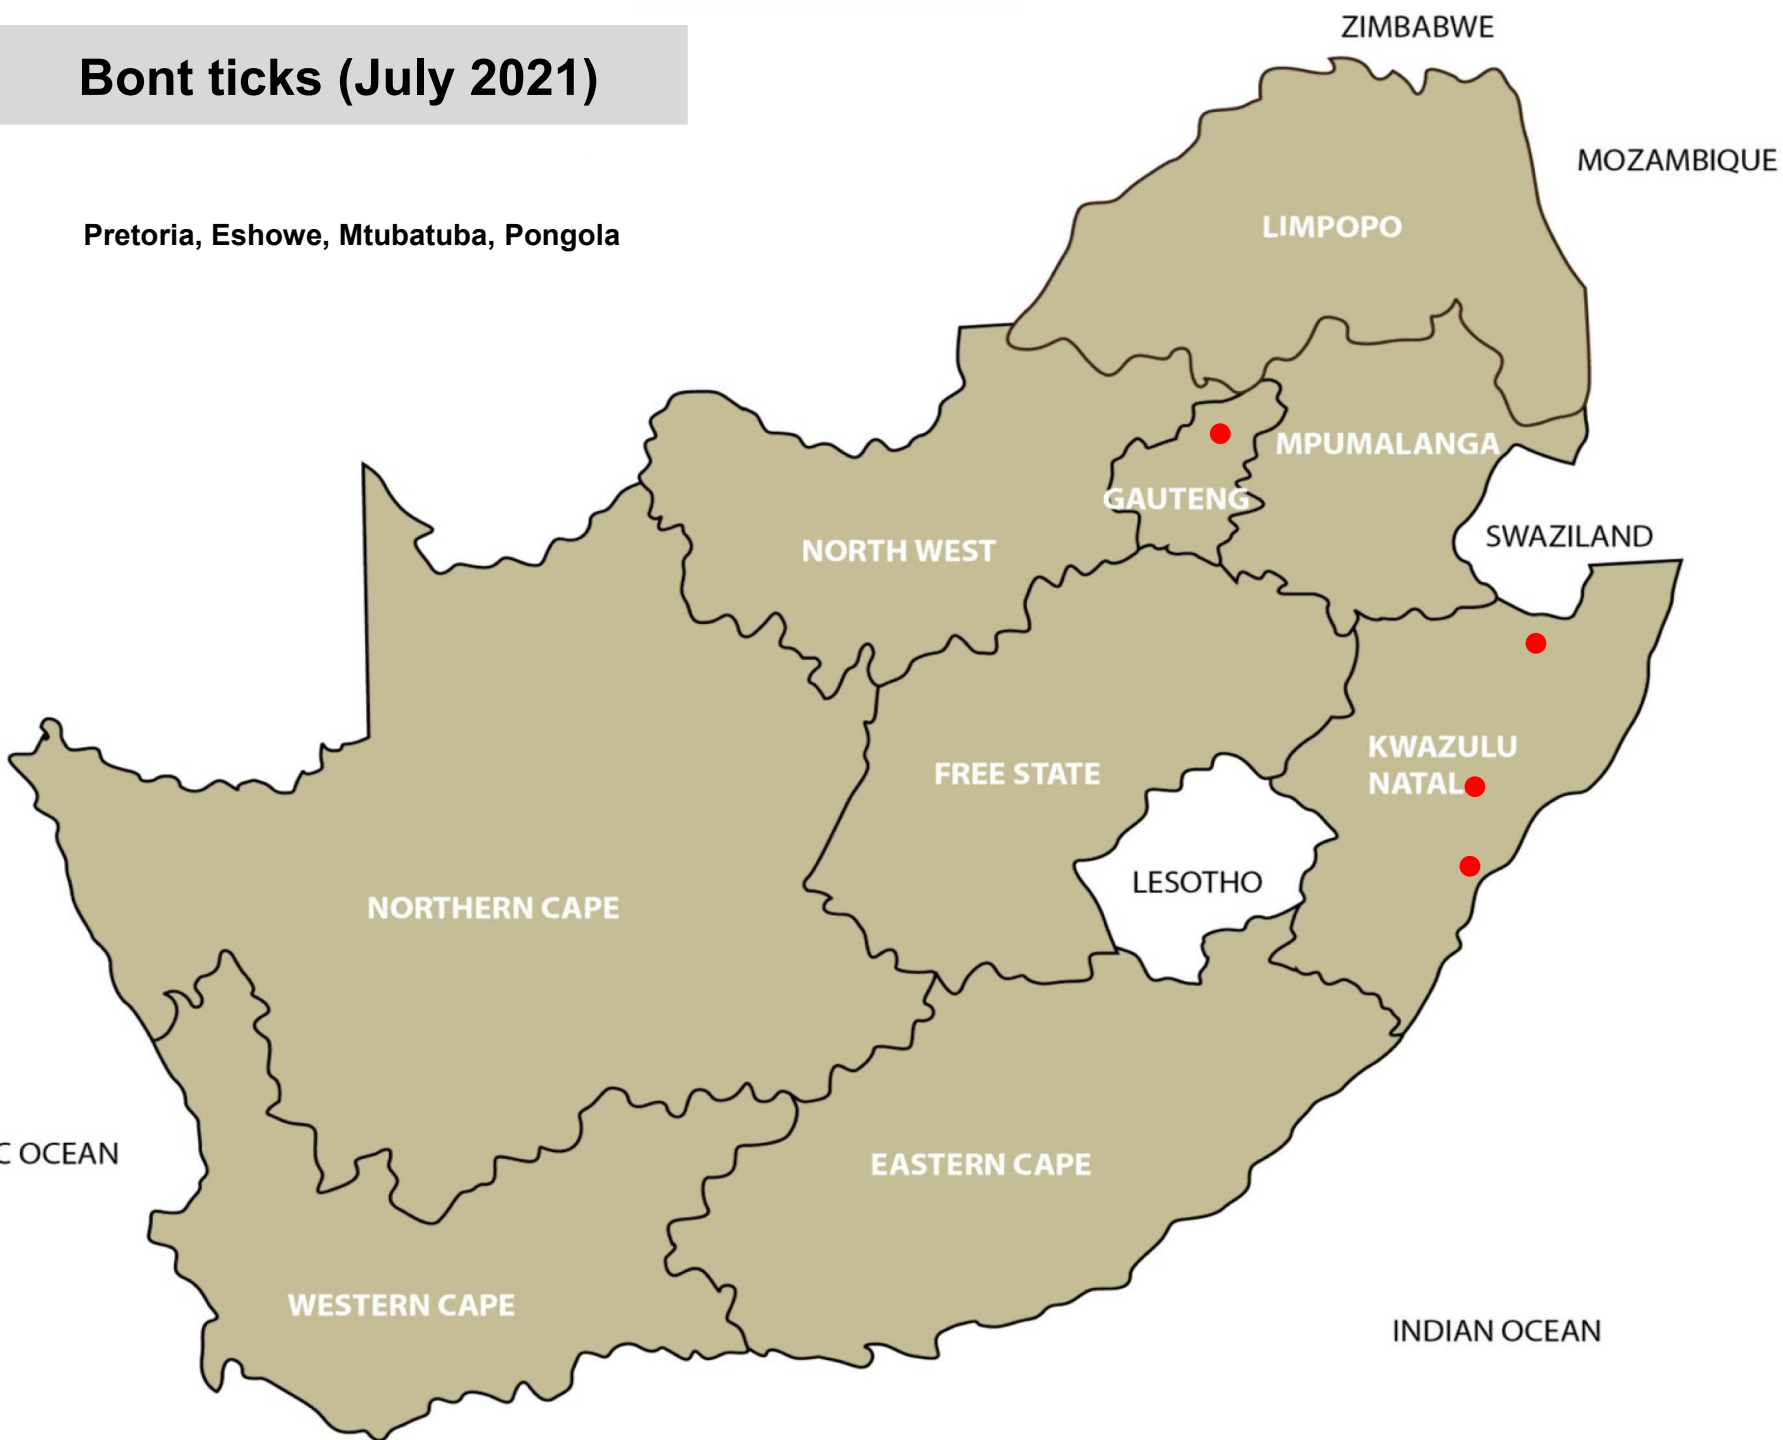 ZIMBABWE
Bont ticks (July 2021)
MOZAMBIQUE
LIMPOPO
Pretoria, Eshowe, Mtubatuba, Pongola
MPUMALANGA
GAUTENG
SWAZILAND
NORTH WEST
KWAZULU
NATAL
FREE STATE
LESOTHO
NORTHERN CAPE
C OCEAN
EASTERN CAPE
WESTERN CAPE
INDIAN OCEAN